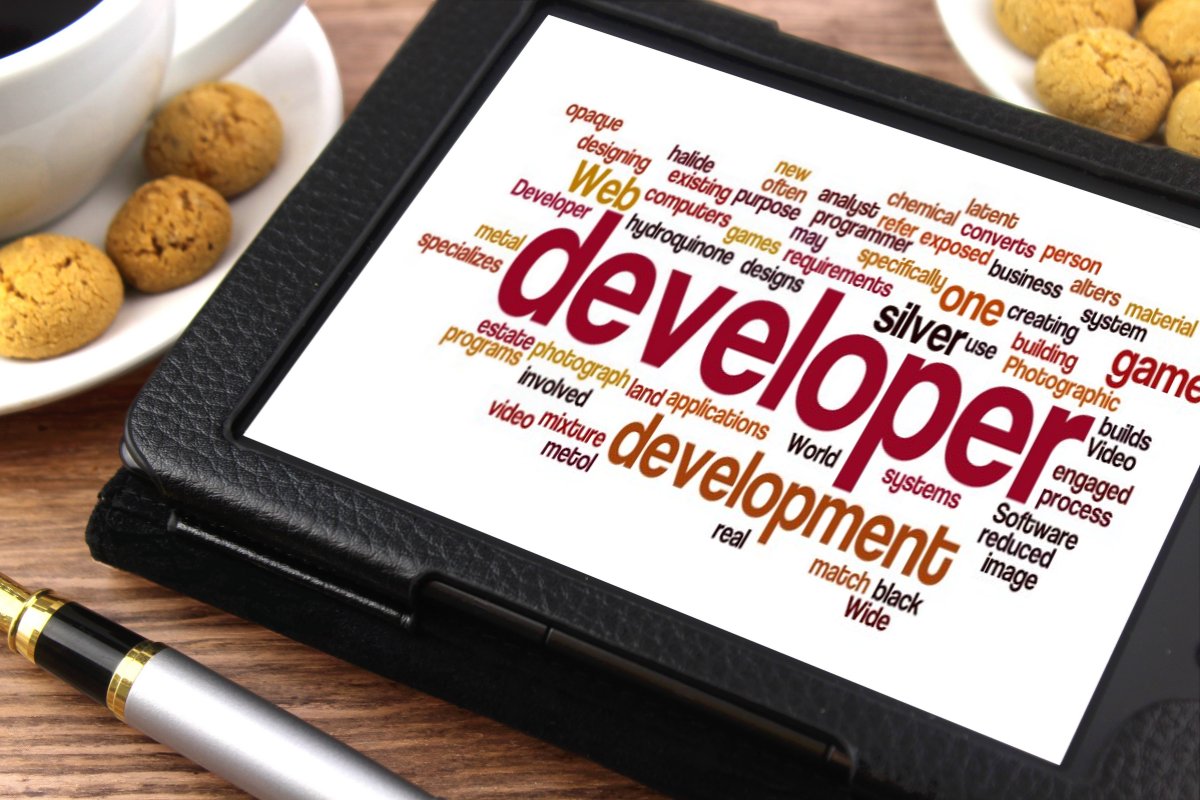 opaque
designing
halide
new
Web
existing
often
Developer
computers
purpose
analyst
chemical
latent
programmer
refer
exposed
converts
person
metal
hydroquinone
games
may
specifically
business
alters
material
specializes
developer
designs
requirements
one
creating
system
silver
use
building
game
estate
programs
photograph
Photographic
involved
land
applications
builds
Video
video
mixture
development
World
systems
engaged
process
metol
Software
reduced
image
real
match
black
Wide